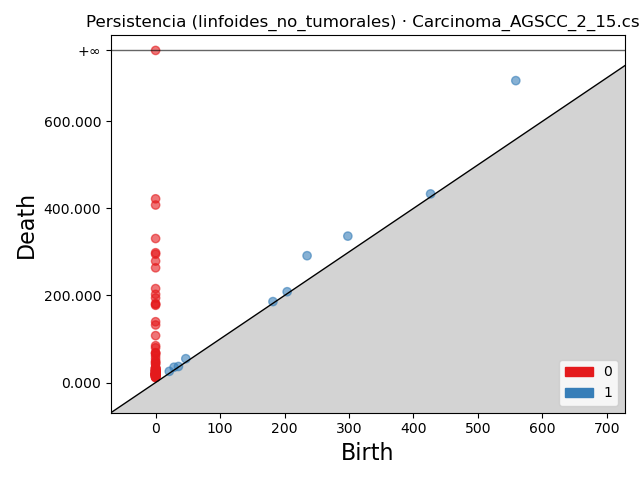 Persistencia (linfoides_no_tumorales) · Carcinoma_AGSCC_2_15.cs
+∞
600.000
400.000
200.000
0.000
Death
0
1
0 100 200 300 400 500 600 700
Birth